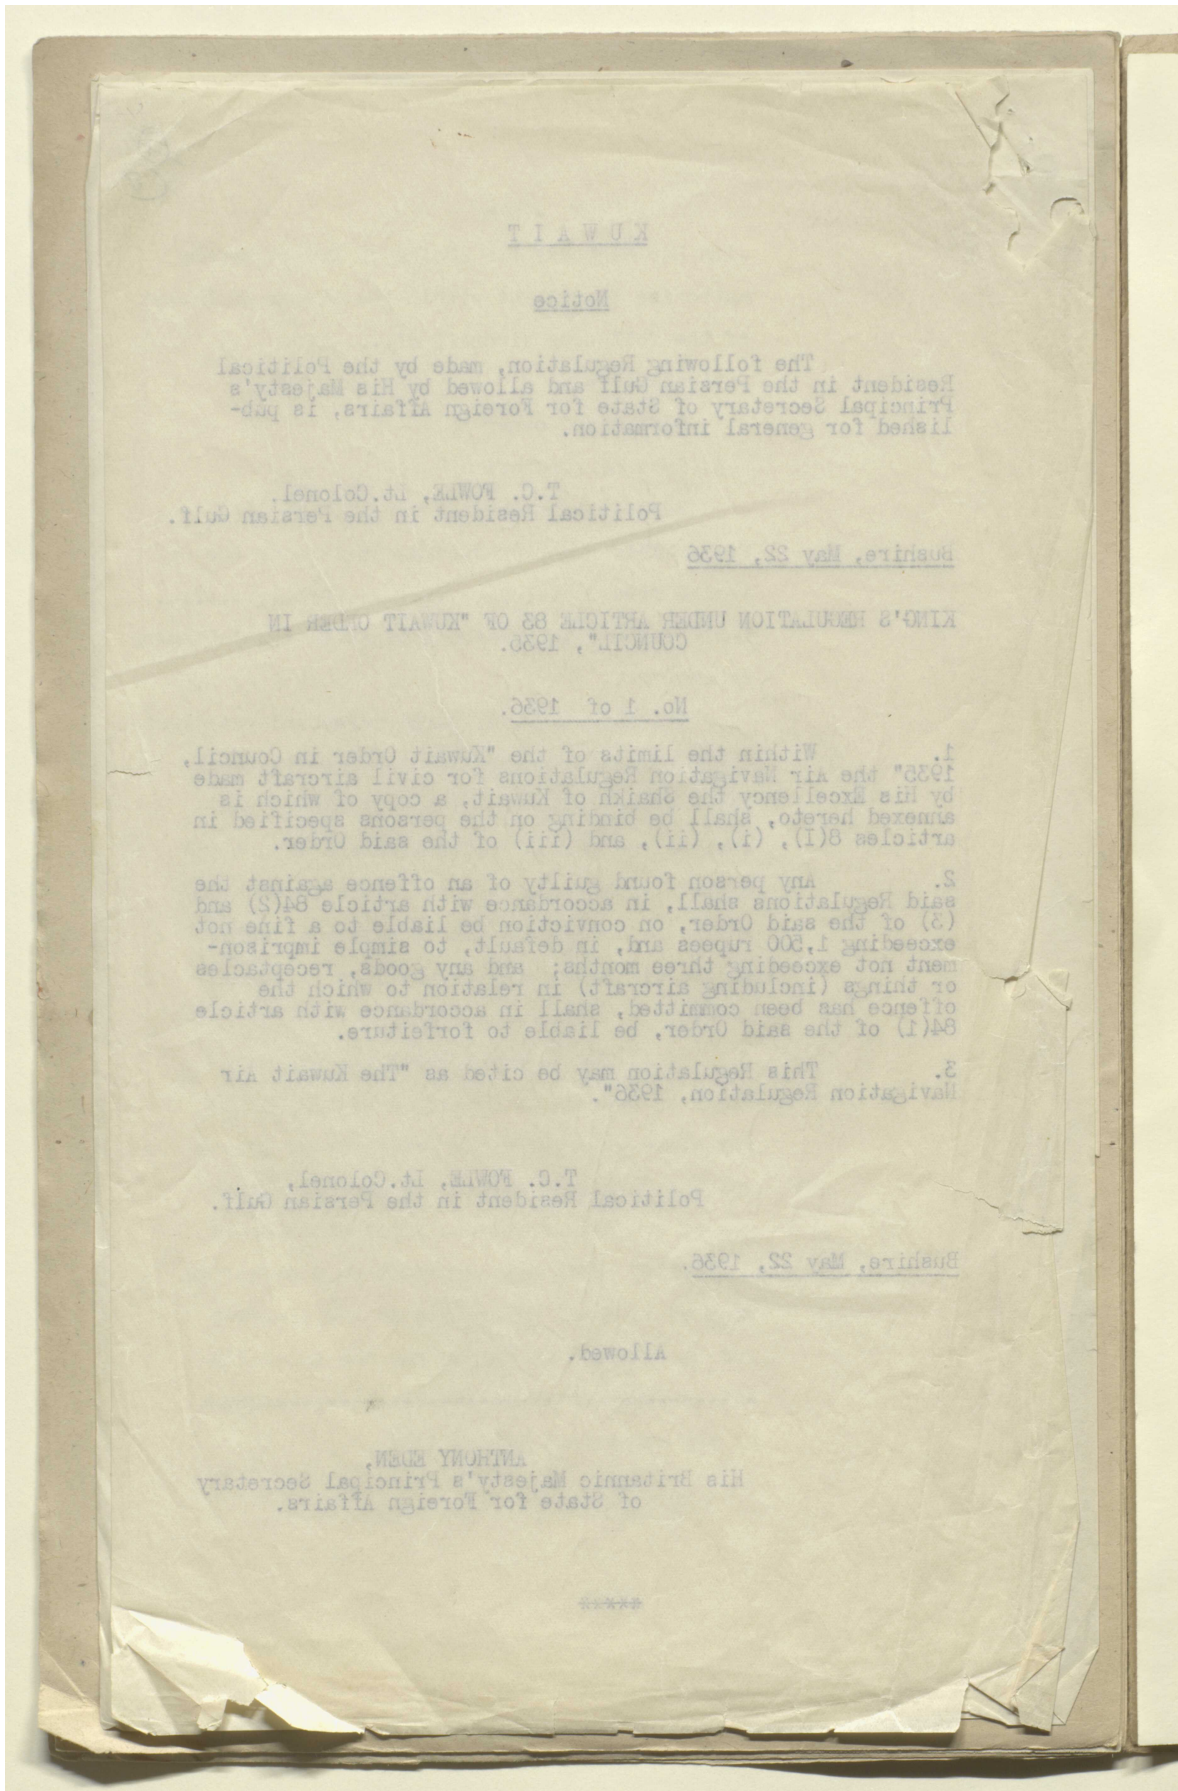 KUWAIT
Notice
The following Regulation, made by the Political
Resident in the Persian Gulf and allowed by His Majesty's
Principal Secretary of State for Foreign Affairs, is pub-
lished for general information.
T.C. FOWLE, Lt.Colonel.
Political Resident in the Persian Gulf.
Bushire, May 22, 1936
KING'S REGULATION UNDER ARTICLE 83 OF "KUWAIT ORDER IN
COUNCIL", 1935.
No. 1 of 1936.
1. Within the limits of the "Kuwait Order in Council,
1935" the Air Navigation Regulations for civil aircraft made
by His Excellency the Shaikh of Kuwait, a copy of which is
annexed hereto, shall be binding on the persons specified in
articles 8(I), (i), (ii), and (iii) of the said Order.
2. Any person found guilty of an offence against the
said Regulations shall, in accordance with article 84(2) and
(3) of the said Order, on conviction be liable to a fine not
exceeding 1,500 rupees and, in default, to simple imprison-
ment not exceeding three months; and any goods, receptacles
or things (including aircraft) in relation to which the
offence has been committed, shall in accordance with article
84(1) of the said Order, be liable to forfeiture.
3. This Regulation may be cited as "The Kuwait Air
Navigation Regulation, 1936".
T.C. FOWLE, Lt.Colonel,
Political Resident in the Persian Gulf.
Bushire, May 22, 1936.
Allowed.
ANTHONY EDEN,
His Britannic Majesty's Principal Secretary
of State for Foreign Affairs.